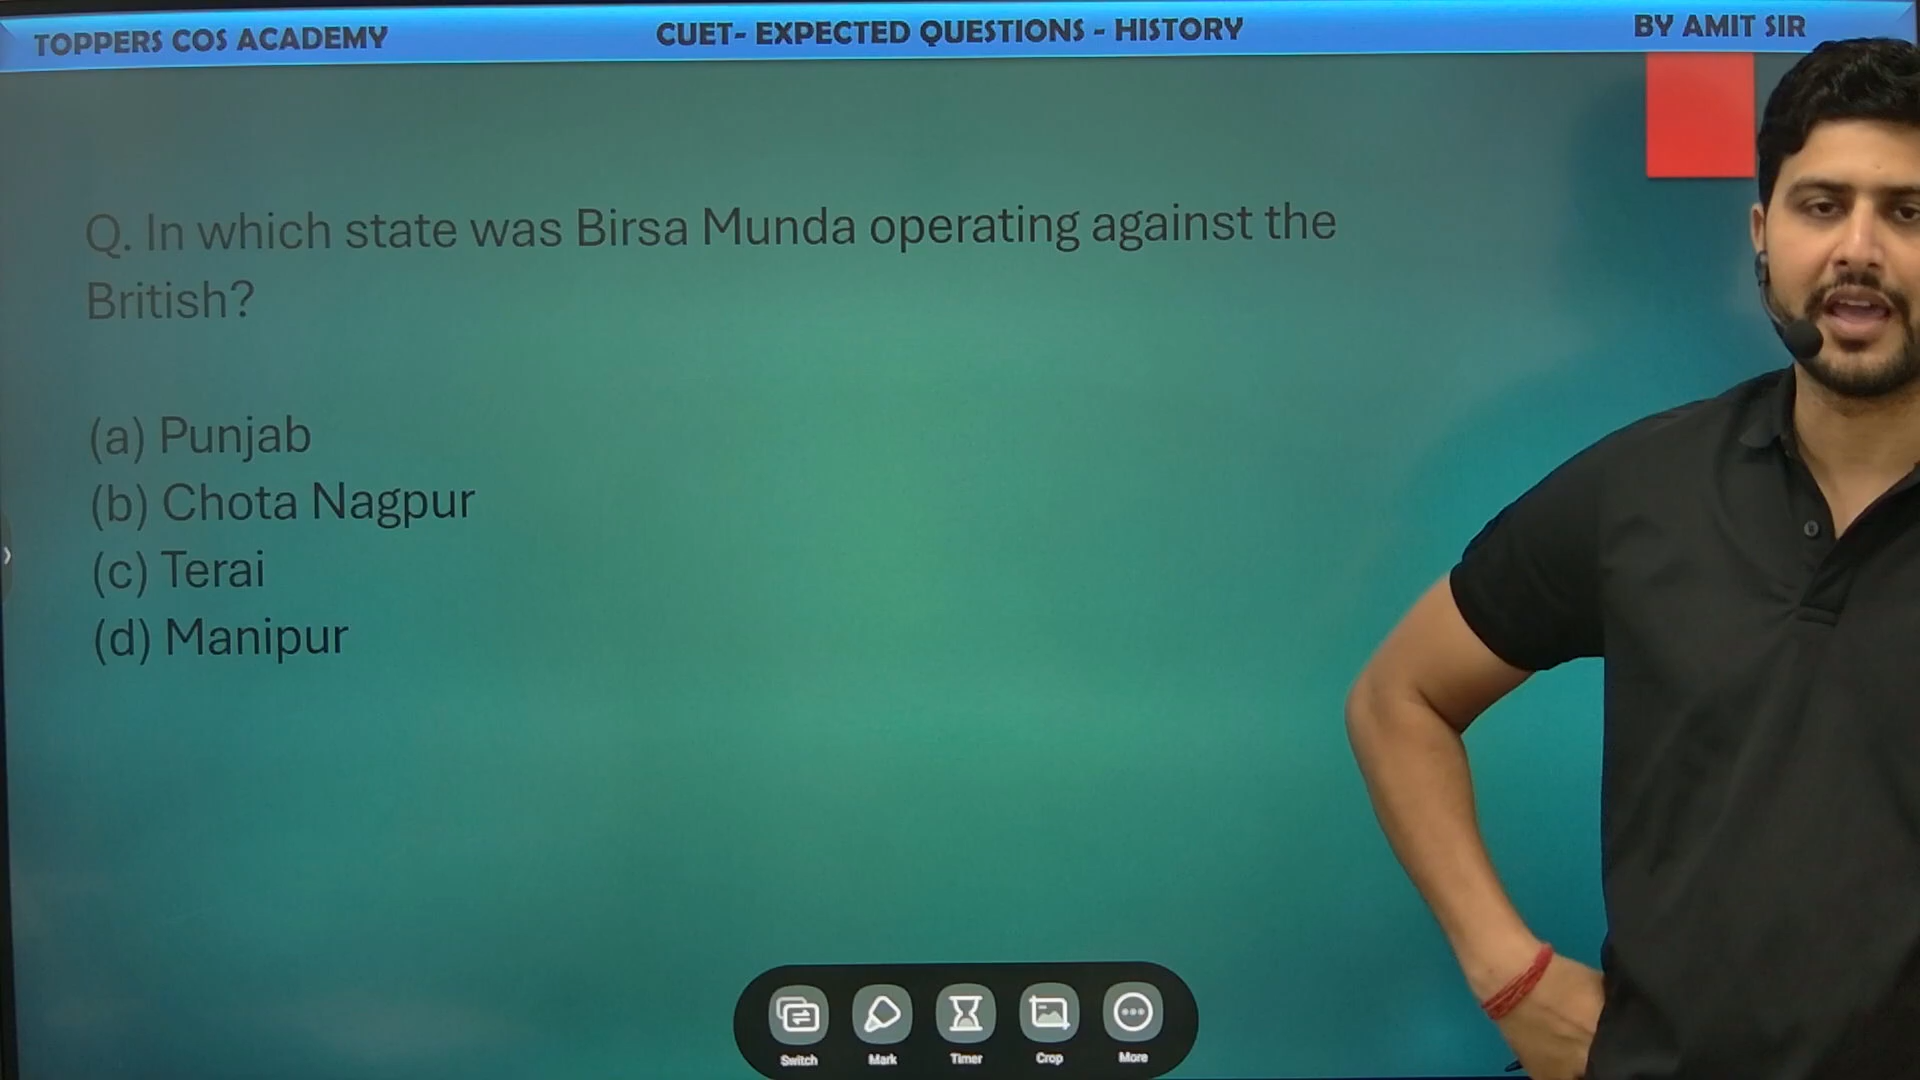 TOPPERS COS ACADEMY CUET- EXPECTED QUESTIONS - HISTORY BY AMIT SIR
Q. In which state was Birsa Munda operating against the
British?
(a) Punjab
(b) Chota Nagpur
(c) Terai
(d) Manipur
Switch Mark Timer Crop More